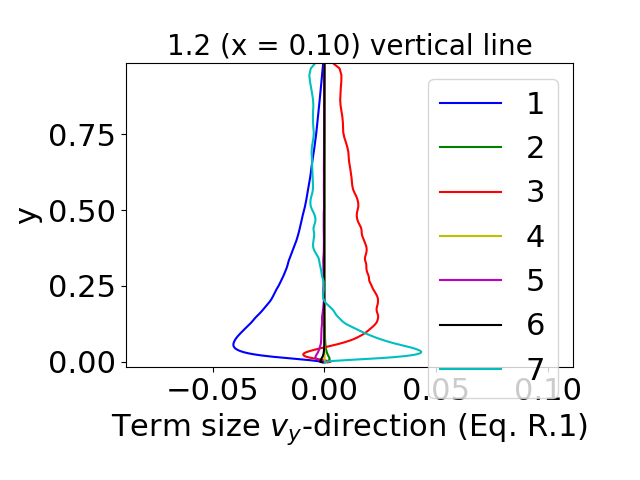 1.2 (x = 0.10) vertical line
0.75
0.50
0.25
0.00
y
1
2
3
4
5
6
7
−0.05 0.00 0.05 0.10
Term size v_y-direction (Eq. R.1)